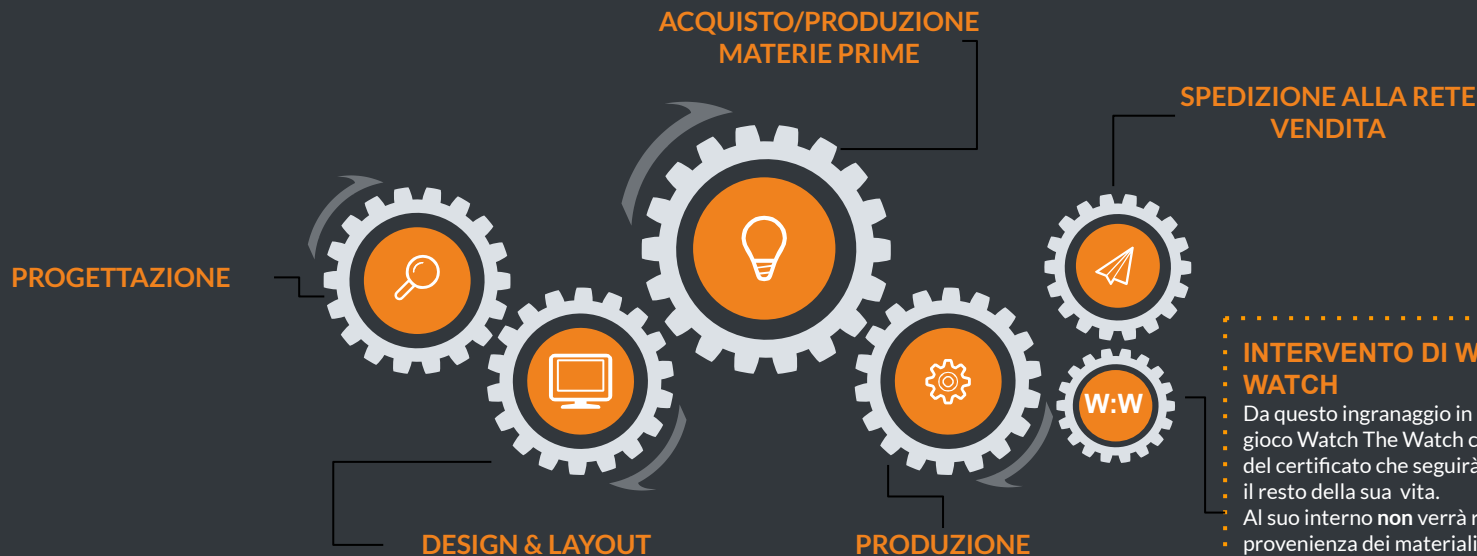 ACQUISTO/PRODUZIONE
MATERIE PRIME
SPEDIZIONE ALLA RETE
VENDITA
PROGETTAZIONE
W:W
INTERVENTO DI W
WATCH
Da questo ingranaggio in
gioco Watch The Watch c
del certificato che seguirà
il resto della sua vita.
Al suo interno non verrà r
provenienza dei materiali
DESIGN & LAYOUT
PRODUZIONE